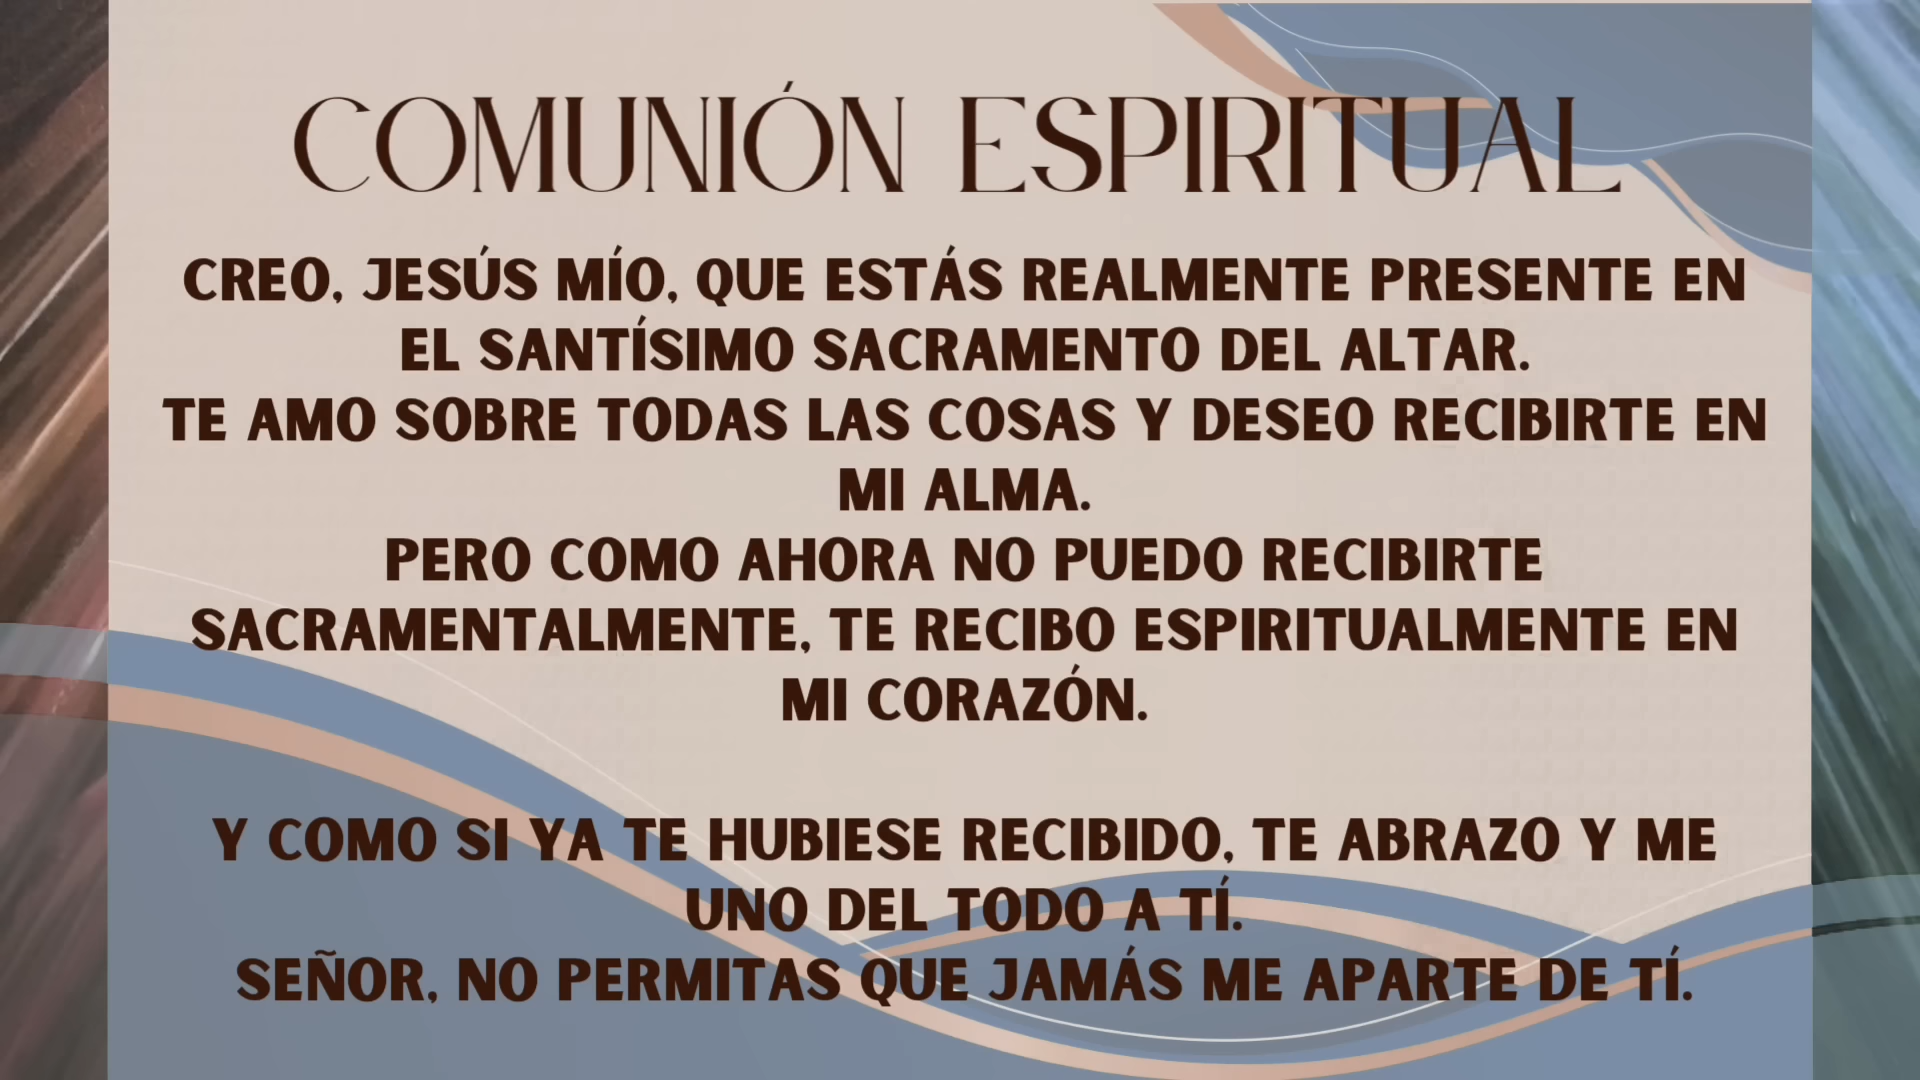 COMUNIÓN ESPIRITUAL
CREO, JESÚS MÍO, QUE ESTÁS REALMENTE PRESENTE EN
EL SANTÍSIMO SACRAMENTO DEL ALTAR.
TE AMO SOBRE TODAS LAS COSAS Y DESEO RECIBIRTE EN
MI ALMA.
PERO COMO AHORA NO PUEDO RECIBIRTE
SACRAMENTALMENTE, TE RECIBO ESPIRITUALMENTE EN
MI CORAZÓN.
Y COMO SI YA TE HUBIESE RECIBIDO, TE ABRAZO Y ME
UNO DEL TODO A TÍ.
SEÑOR, NO PERMITAS QUE JAMÁS ME APARTE DE TÍ.